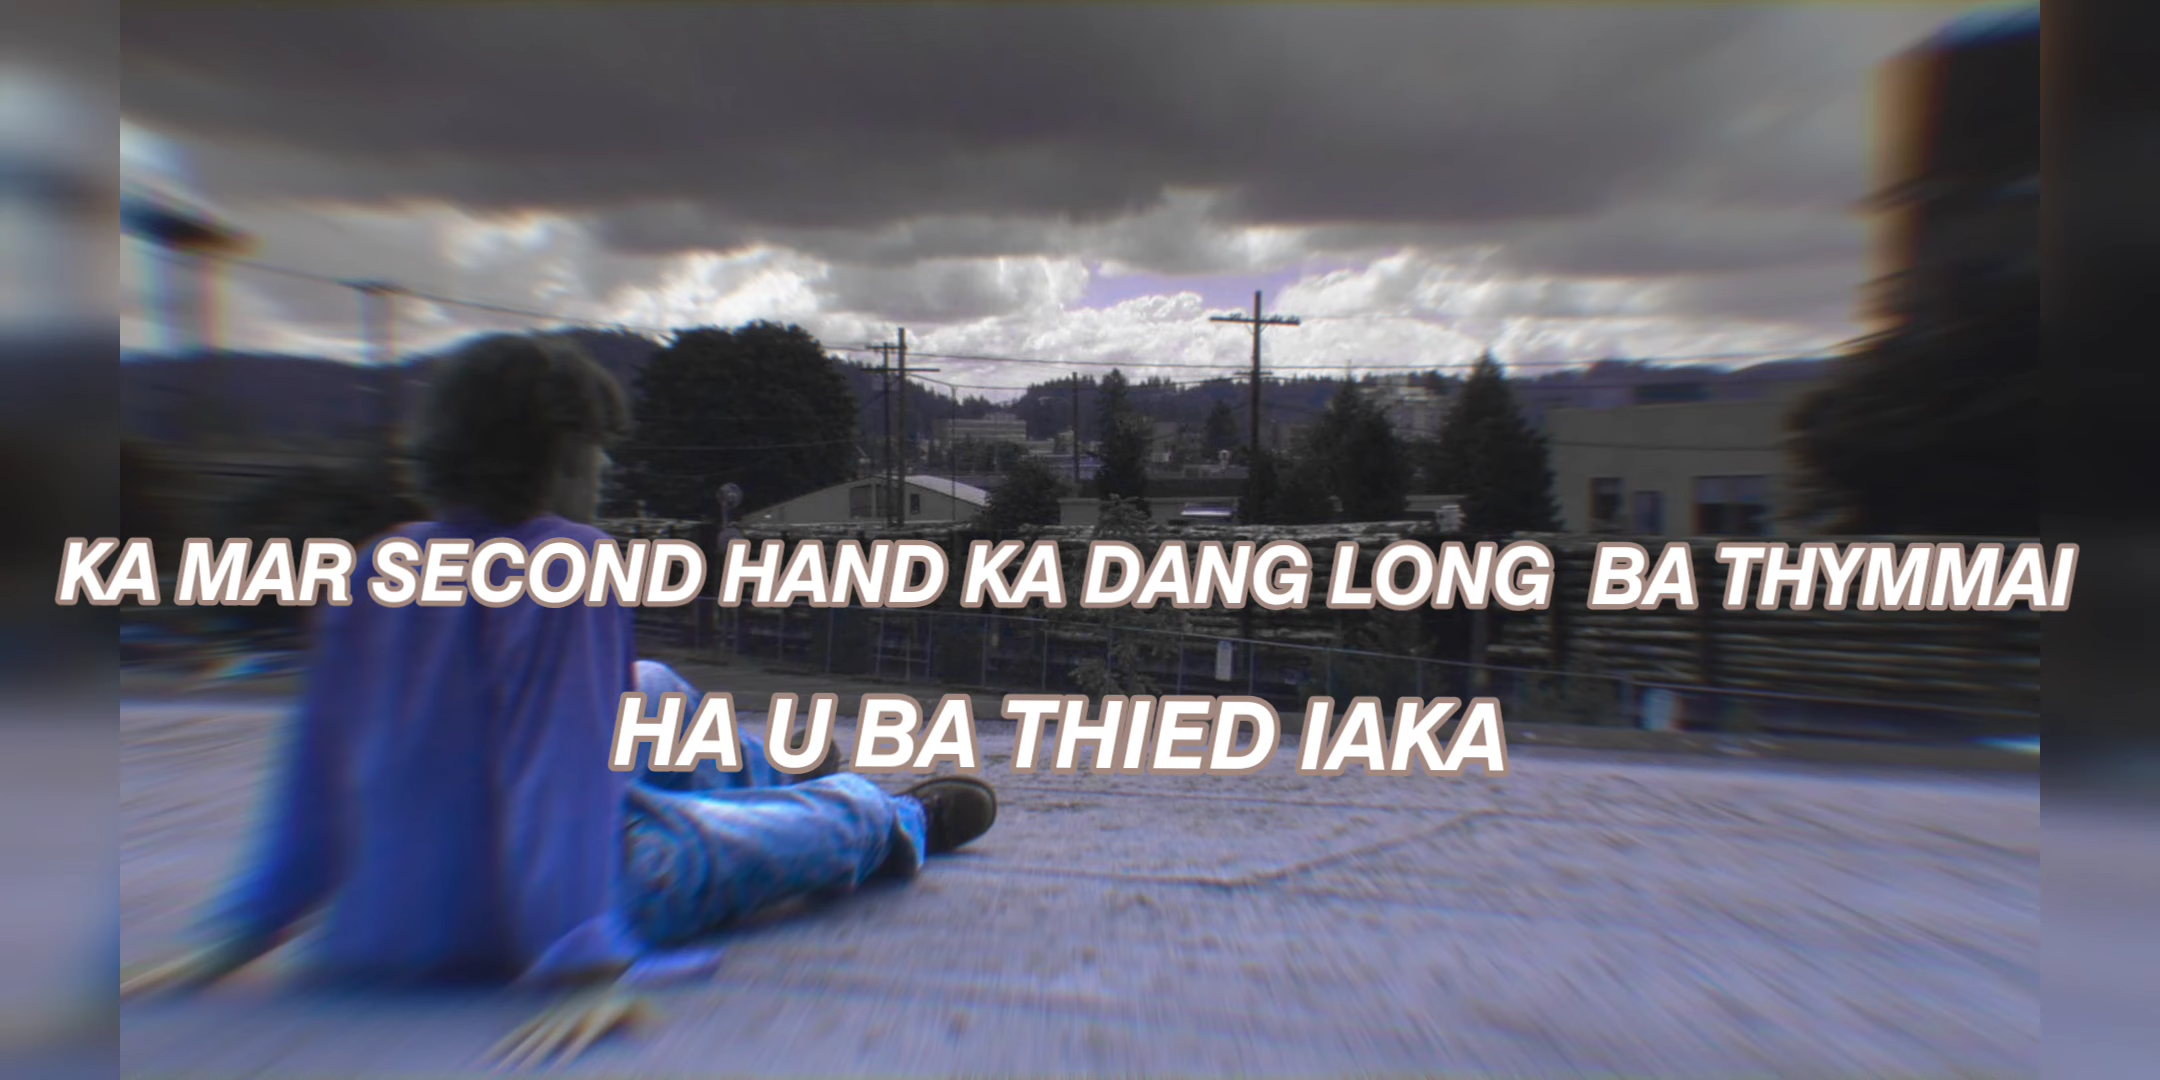 KA MAR SECOND HAND KA DANG LONG BA THYMMAI
HA U BA THIED IAKA